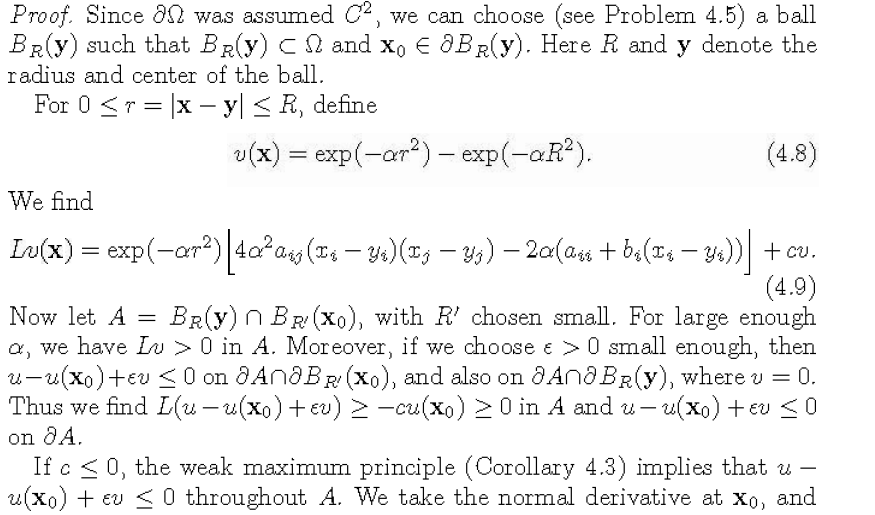 Proof. Since ∂Ω was assumed C², we can choose (see Problem 4.5) a ball
B_R(y) such that B_R(y) ⊂ Ω and x₀ ∈ ∂B_R(y). Here R and y denote the
radius and center of the ball.
For 0 ≤ r = |x − y| ≤ R, define
v(x) = exp(−αr²) − exp(−αR²). (4.8)
We find
Lv(x) = exp(−αr²)⌊4α²a_{ij}(x_i − y_i)(x_j − y_j) − 2α(a_{ii} + b_i(x_i − y_i))⌋ + cv.
(4.9)
Now let A = B_R(y) ∩ B_{R′}(x₀), with R′ chosen small. For large enough
α, we have Lv > 0 in A. Moreover, if we choose ϵ > 0 small enough, then
u−u(x₀)+ϵv ≤ 0 on ∂A∩∂B_{R′}(x₀), and also on ∂A∩∂B_R(y), where v = 0.
Thus we find L(u − u(x₀) + ϵv) ≥ −cu(x₀) ≥ 0 in A and u − u(x₀) + ϵv ≤ 0
on ∂A.
If c ≤ 0, the weak maximum principle (Corollary 4.3) implies that u −
u(x₀) + ϵv ≤ 0 throughout A. We take the normal derivative at x₀, and